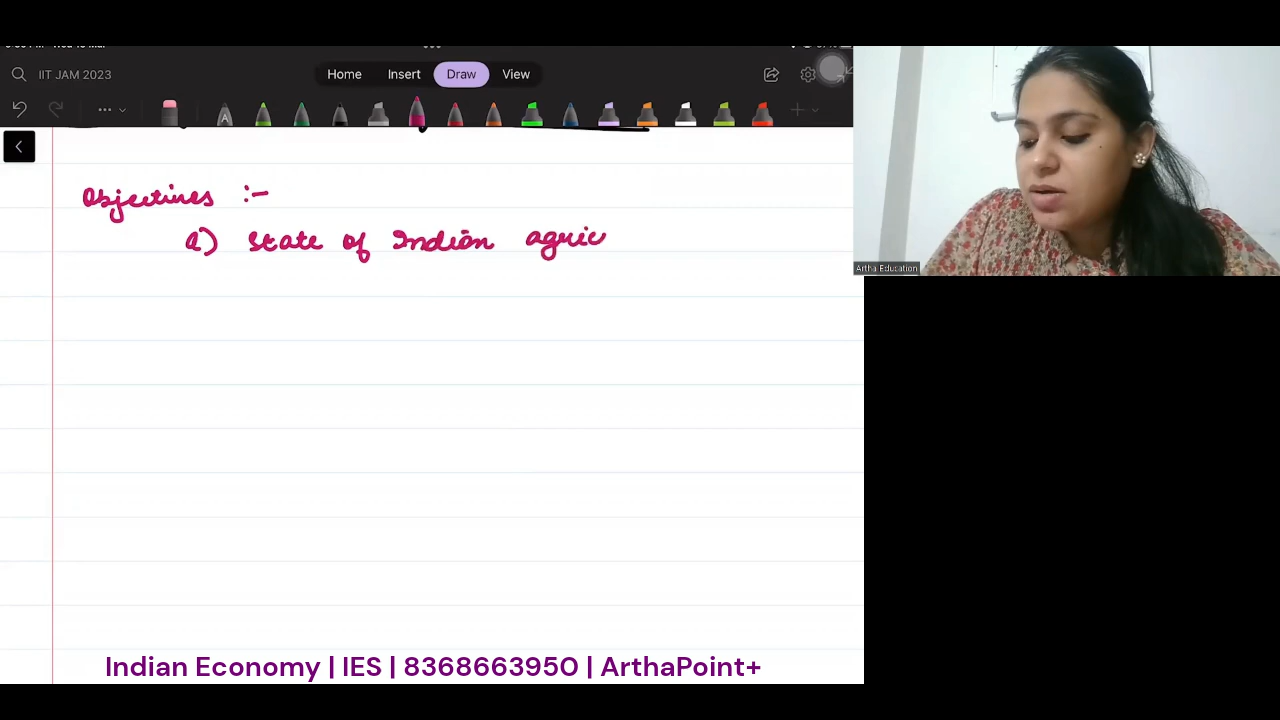 IIT JAM 2023
Home Insert Draw View
Objectives :-
a) State of Indian agric
Artha Education
Indian Economy | IES | 8368663950 | ArthaPoint+